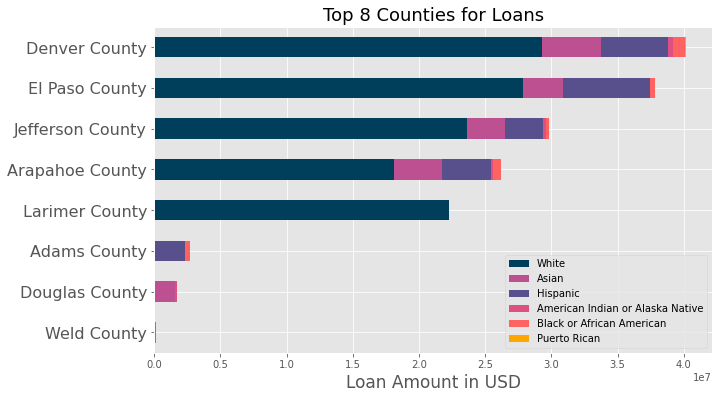 Top 8 Counties for Loans
Denver County
El Paso County
Jefferson County
Arapahoe County
Larimer County
Adams County
Douglas County
Weld County
White
Asian
Hispanic
American Indian or Alaska Native
Black or African American
Puerto Rican
0.0 0.5 1.0 1.5 2.0 2.5 3.0 3.5 4.0
1e7
Loan Amount in USD